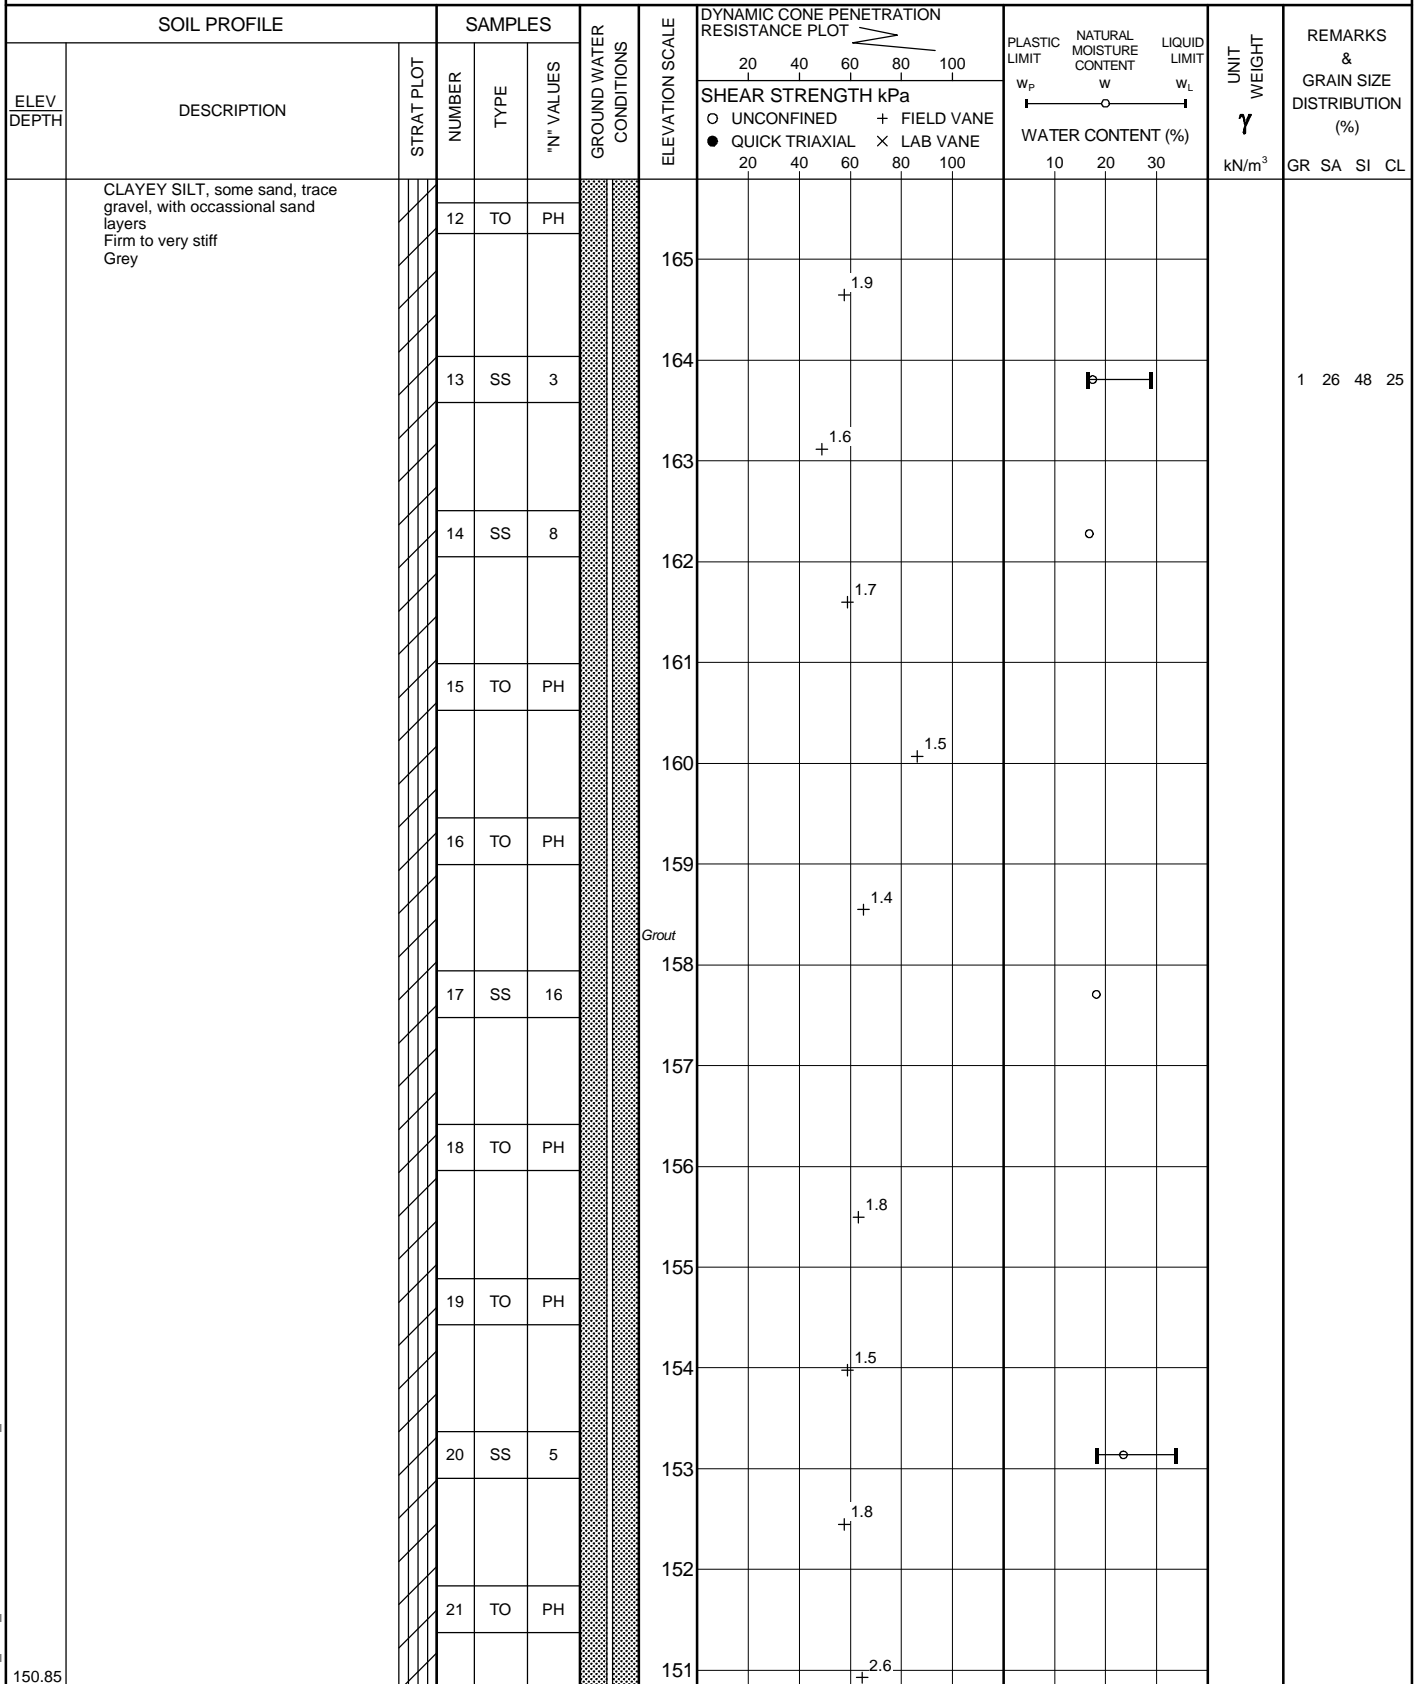 SOIL PROFILE
SAMPLES
GROUND WATER
CONDITIONS
ELEVATION SCALE
DYNAMIC CONE PENETRATION
RESISTANCE PLOT
20 40 60 80 100
PLASTIC
LIMIT
NATURAL
MOISTURE
CONTENT
LIQUID
LIMIT
WP W WL
UNIT
WEIGHT
γ
kN/m³
REMARKS
&
GRAIN SIZE
DISTRIBUTION
(%)
GR SA SI CL
ELEV
DEPTH
DESCRIPTION
STRAT PLOT
NUMBER
TYPE
"N" VALUES
SHEAR STRENGTH kPa
○ UNCONFINED + FIELD VANE
● QUICK TRIAXIAL × LAB VANE
20 40 60 80 100
WATER CONTENT (%)
10 20 30
CLAYEY SILT, some sand, trace
gravel, with occassional sand
layers
Firm to very stiff
Grey
12 TO PH
165
1.9
164
13 SS 3
1 26 48 25
1.6
163
14 SS 8
162
1.7
161
15 TO PH
1.5
160
16 TO PH
159
1.4
Grout
158
17 SS 16
157
18 TO PH
156
1.8
155
19 TO PH
1.5
154
20 SS 5
153
1.8
152
21 TO PH
2.6
151
150.85